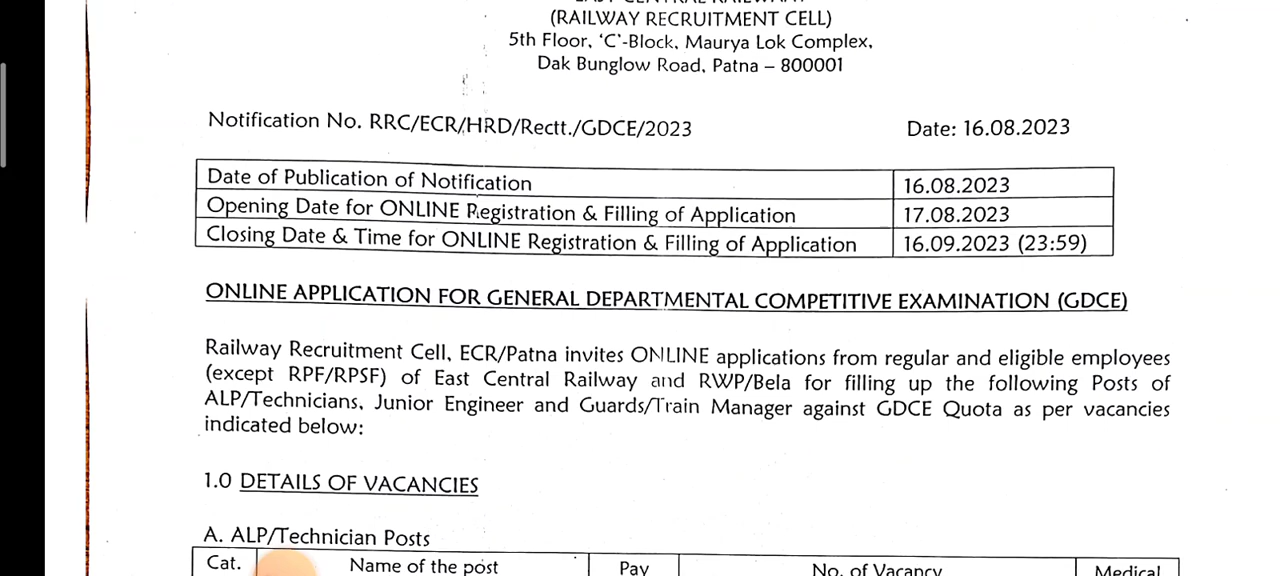 (RAILWAY RECRUITMENT CELL)
5th Floor, 'C'-Block, Maurya Lok Complex,
Dak Bunglow Road, Patna – 800001
Notification No. RRC/ECR/HRD/Rectt./GDCE/2023 Date: 16.08.2023
Date of Publication of Notification 16.08.2023
Opening Date for ONLINE Registration & Filling of Application 17.08.2023
Closing Date & Time for ONLINE Registration & Filling of Application 16.09.2023 (23:59)
ONLINE APPLICATION FOR GENERAL DEPARTMENTAL COMPETITIVE EXAMINATION (GDCE)
Railway Recruitment Cell, ECR/Patna invites ONLINE applications from regular and eligible employees
(except RPF/RPSF) of East Central Railway and RWP/Bela for filling up the following Posts of
ALP/Technicians, Junior Engineer and Guards/Train Manager against GDCE Quota as per vacancies
indicated below:
1.0 DETAILS OF VACANCIES
A. ALP/Technician Posts
Cat. Name of the post Pay No. of Vacancy Medical